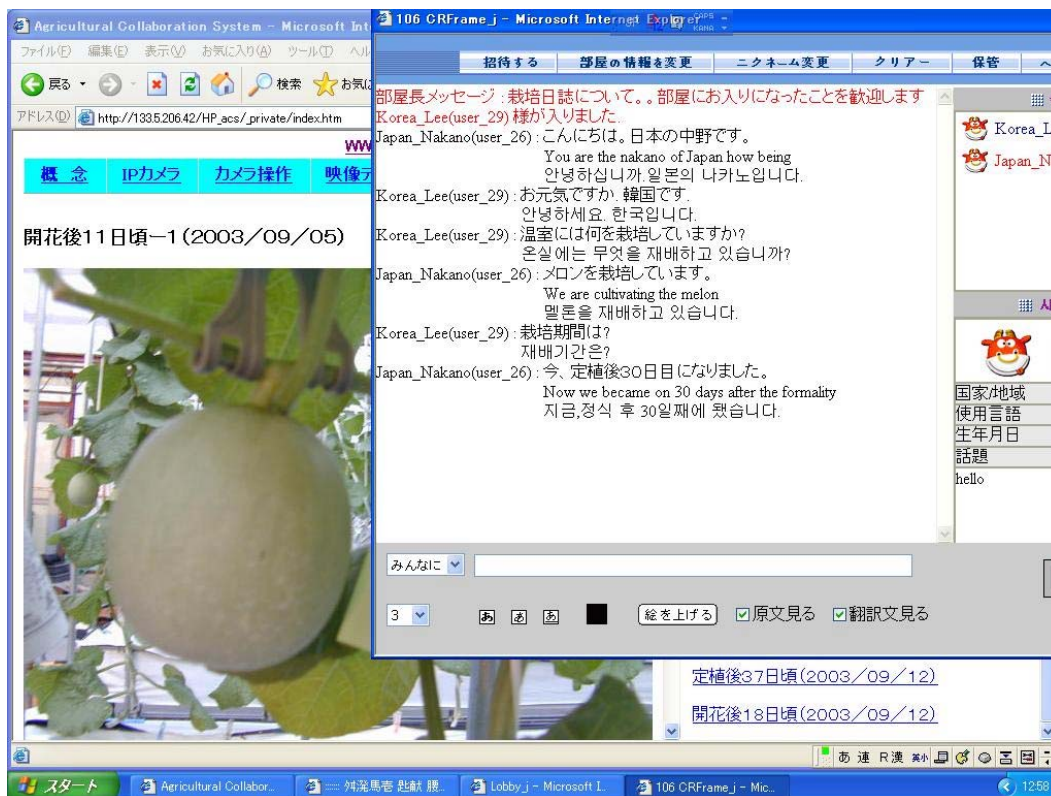 Agricultural Collaboration System - Microsoft Int
ファイル(F) 編集(E) 表示(V) お気に入り(A) ツール(T) ヘル
戻る
検索
お気に
アドレス(D) http://133.5.206.42/HP_acs/_private/index.htm
ww
概 念 IPカメラ カメラ操作 映像デ
開花後11日頃ー1(2003/09/05)
106 CRFrame_j - Microsoft Internet Explorer
CAPS
KANA
招待する 部屋の情報を変更 ニクネーム変更 クリアー 保管 ヘ
部屋長メッセージ : 栽培日誌について。。部屋にお入りになったことを歓迎します
Korea_Lee(user_29) 様が入りました.
Japan_Nakano(user_26) : こんにちは。日本の中野です。
You are the nakano of Japan how being
안녕하십니까.일본의 나카노입니다.
Korea_Lee(user_29) : お元気ですか. 韓国です.
안녕하세요. 한국입니다.
Korea_Lee(user_29) : 温室には何を栽培していますか?
온실에는 무엇을 재배하고 있습니까?
Japan_Nakano(user_26) : メロンを栽培しています。
We are cultivating the melon
멜론을 재배하고 있습니다.
Korea_Lee(user_29) : 栽培期間は?
재배기간은?
Japan_Nakano(user_26) : 今、定植後30日目になりました。
Now we became on 30 days after the formality
지금,정식 후 30일째에 됐습니다.
Korea_L
Japan_N
사
国家/地域
使用言語
生年月日
話題
hello
みんなに
3 あ あ あ 絵を上げる 原文見る 翻訳文見る
定植後37日頃(2003/09/12)
開花後18日頃(2003/09/12)
あ 連 R漢 英小
スタート Agricultural Collabor... Lobby_j - Microsoft I... 106 CRFrame_j - Mic... 12:58